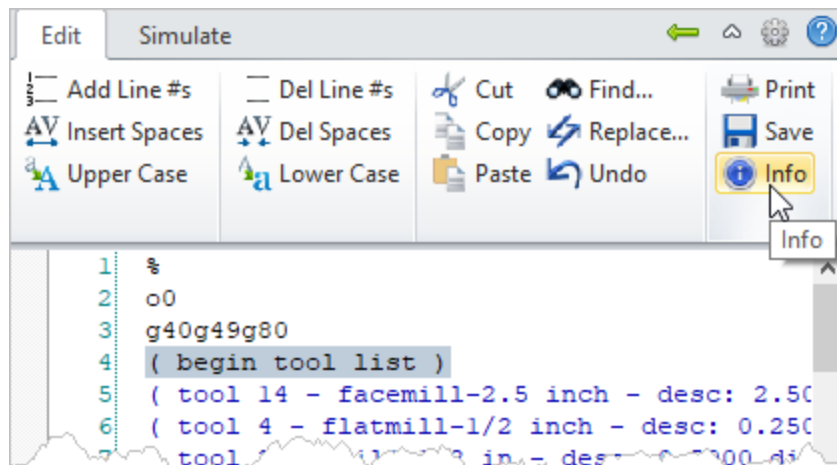 Edit Simulate
Add Line #s Del Line #s Cut Find... Print
Insert Spaces Del Spaces Copy Replace... Save
Upper Case Lower Case Paste Undo Info
Info
1 %
2 o0
3 g40g49g80
4 ( begin tool list )
5 ( tool 14 - facemill-2.5 inch - desc: 2.50
6 ( tool 4 - flatmill-1/2 inch - desc: 0.250
tool